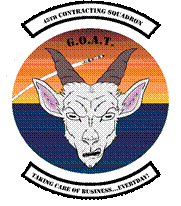 45TH CONTRACTING SQUADRON
G.O.A.T.
TAKING CARE OF BUSINESS...EVERYDAY!